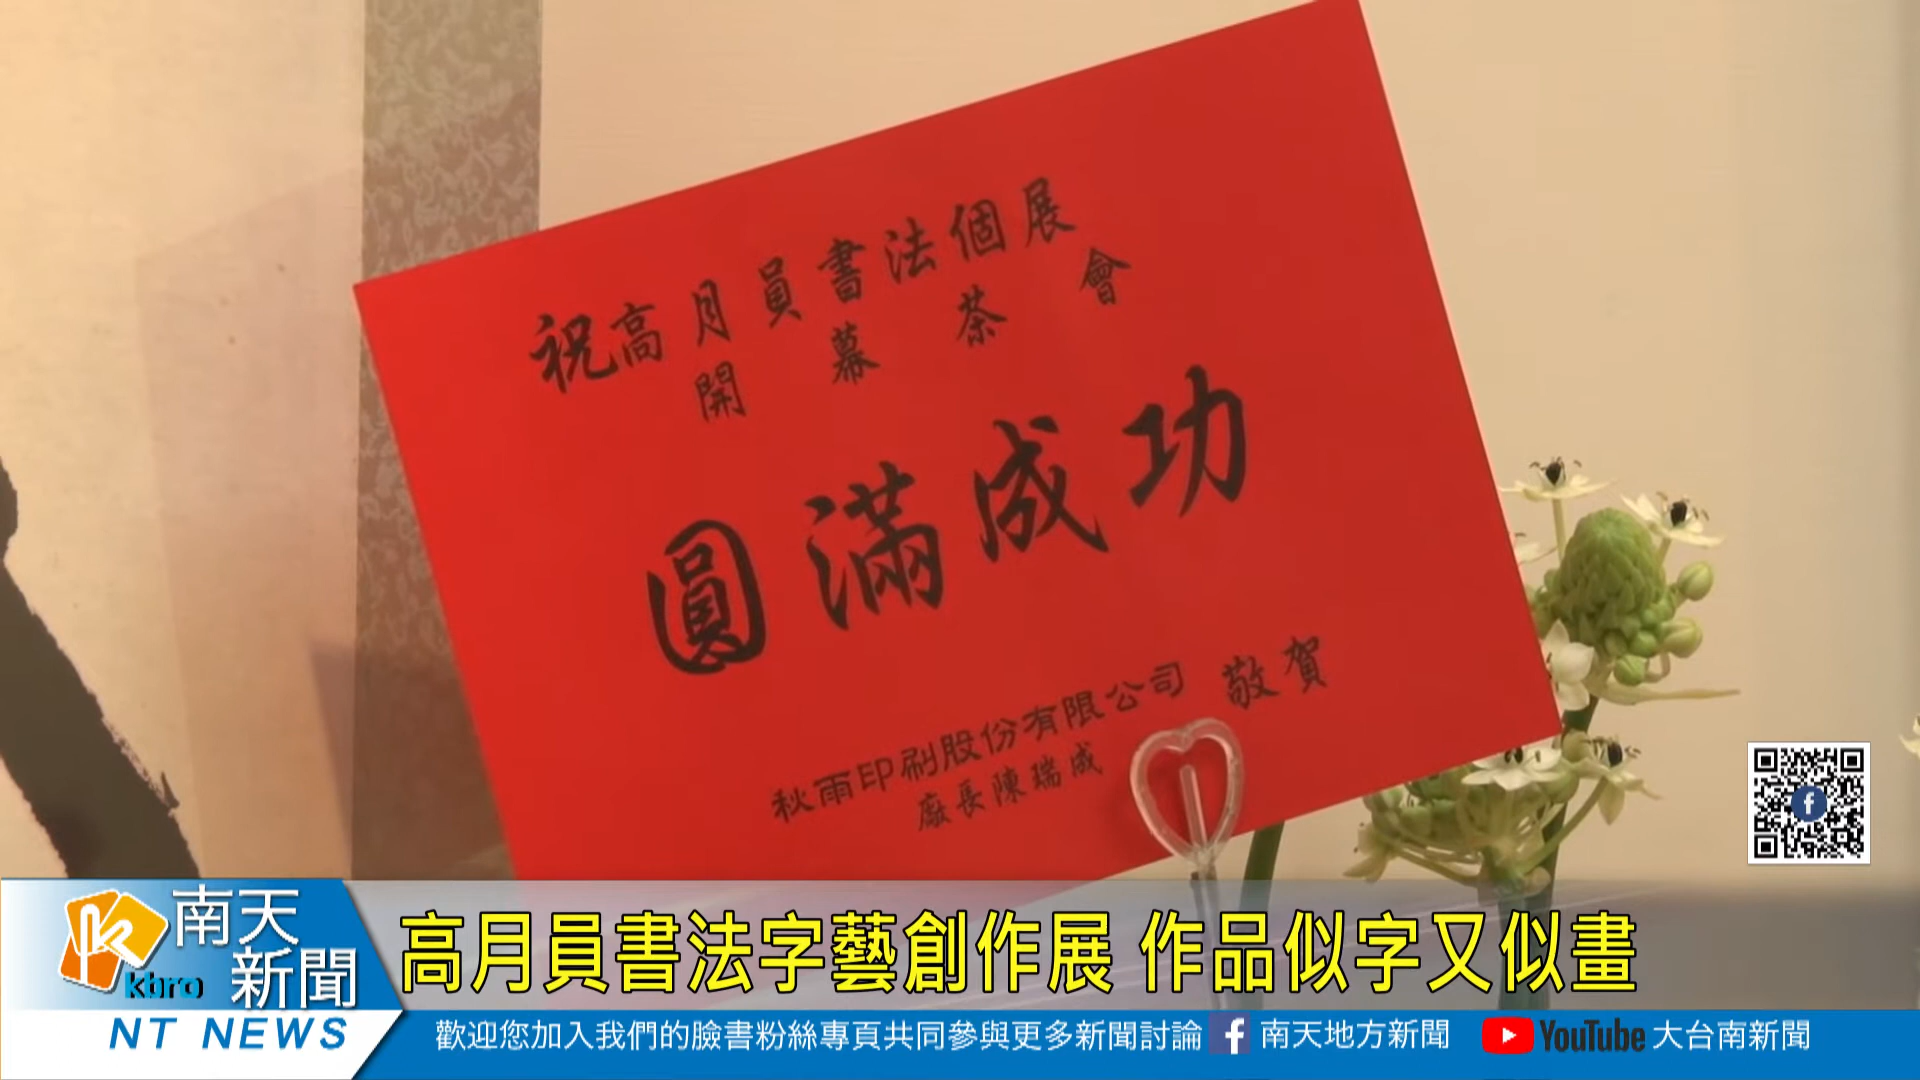 祝高月員書法個展
開幕茶會
圓滿成功
秋雨印刷股份有限公司 敬賀
廠長陳瑞成
kbro
南天
新聞
NT NEWS
高月員書法字藝創作展 作品似字又似畫
歡迎您加入我們的臉書粉絲專頁共同參與更多新聞討論 f 南天地方新聞 YouTube 大台南新聞